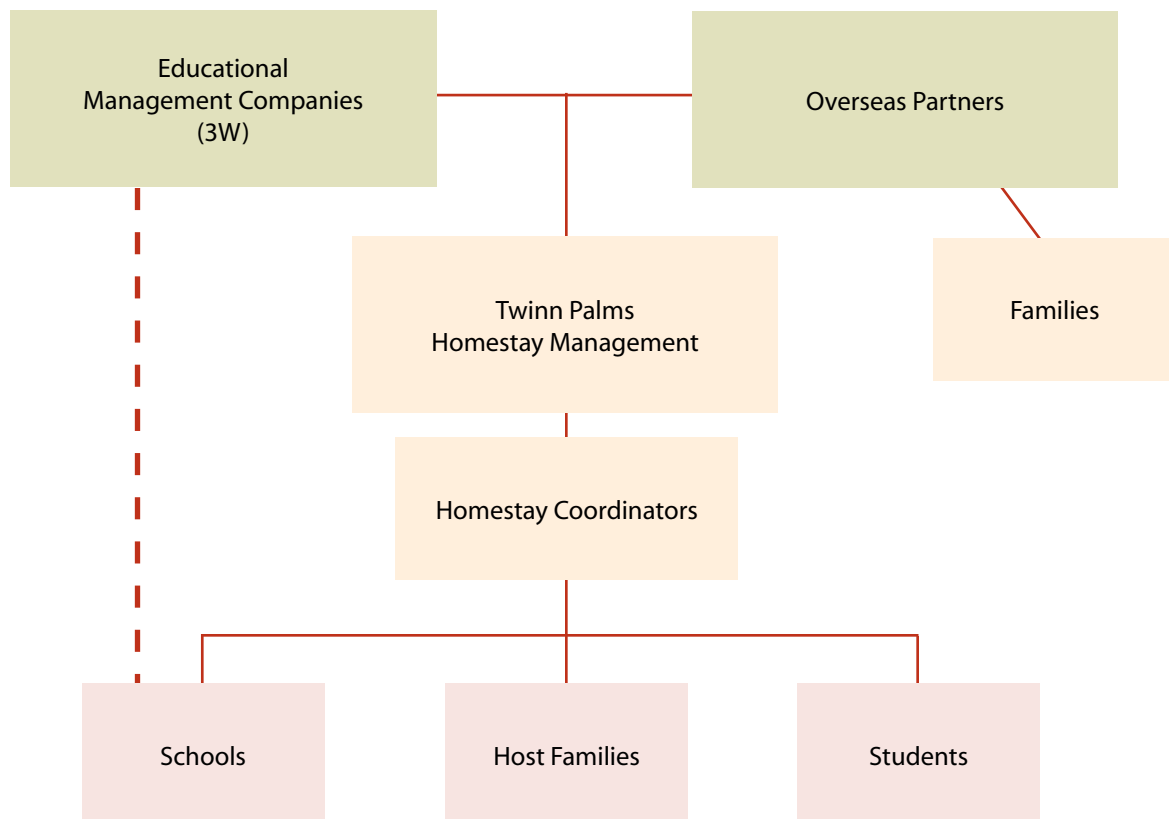 Educational
Management Companies
(3W)
Overseas Partners
Twinn Palms
Homestay Management
Families
Homestay Coordinators
Schools
Host Families
Students